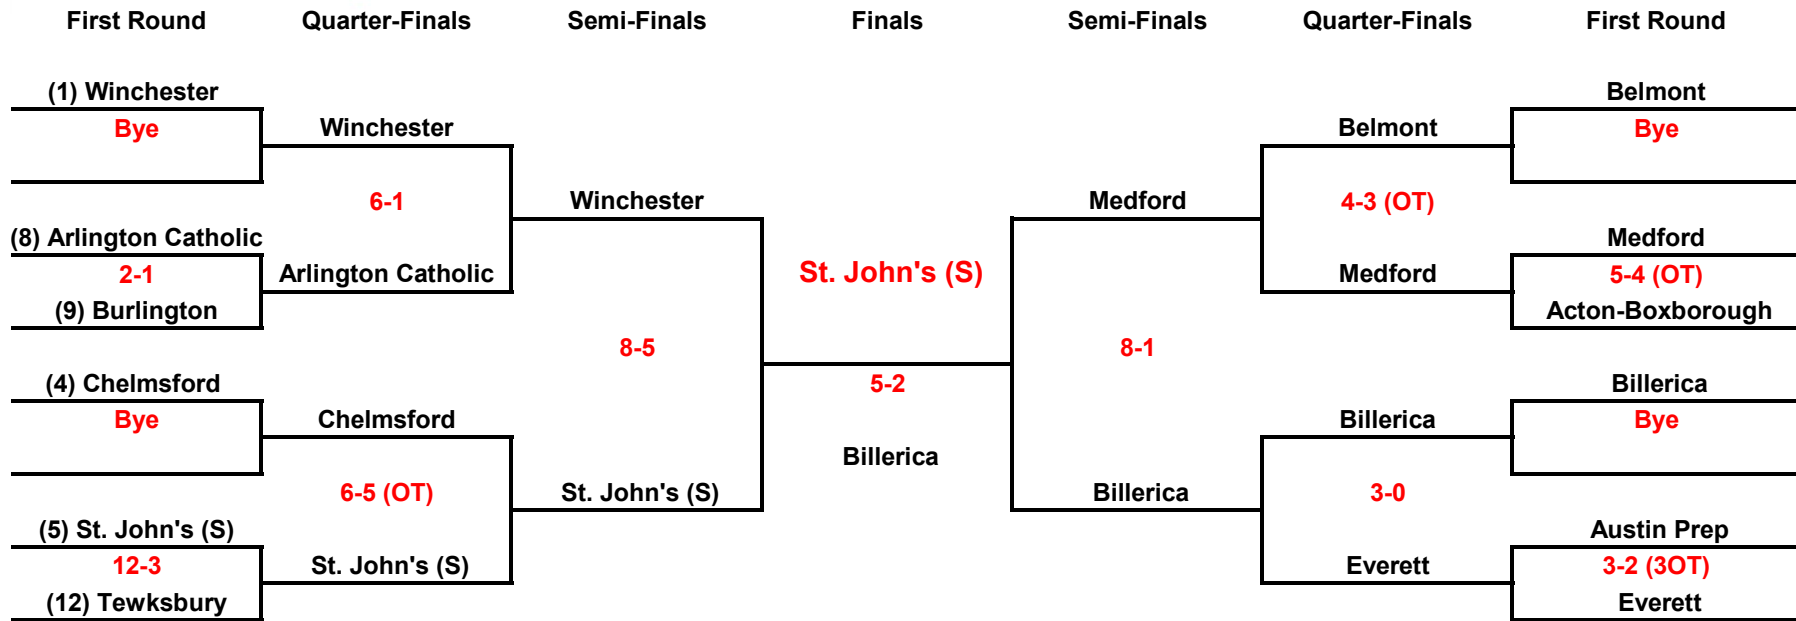 First Round Quarter-Finals Semi-Finals Finals Semi-Finals Quarter-Finals First Round
(1) Winchester Belmont
Bye Winchester Belmont Bye
6-1 Winchester Medford 4-3 (OT)
(8) Arlington Catholic Medford
2-1 Arlington Catholic St. John's (S) Medford 5-4 (OT)
(9) Burlington Acton-Boxborough
8-5 8-1
(4) Chelmsford 5-2 Billerica
Bye Chelmsford Billerica Bye
Billerica
6-5 (OT) St. John's (S) Billerica 3-0
(5) St. John's (S) Austin Prep
12-3 St. John's (S) Everett 3-2 (3OT)
(12) Tewksbury Everett